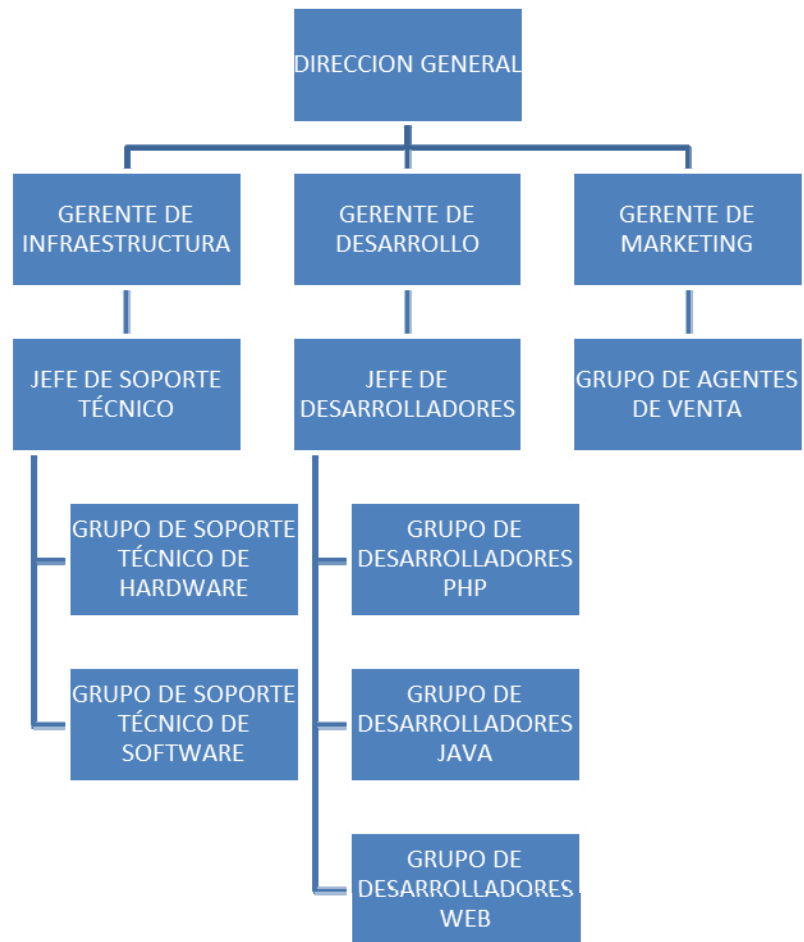 DIRECCION GENERAL
GERENTE DE
INFRAESTRUCTURA
GERENTE DE
DESARROLLO
GERENTE DE
MARKETING
JEFE DE SOPORTE
TÉCNICO
JEFE DE
DESARROLLADORES
GRUPO DE AGENTES
DE VENTA
GRUPO DE SOPORTE
TÉCNICO DE
HARDWARE
GRUPO DE
DESARROLLADORES
PHP
GRUPO DE SOPORTE
TÉCNICO DE
SOFTWARE
GRUPO DE
DESARROLLADORES
JAVA
GRUPO DE
DESARROLLADORES
WEB